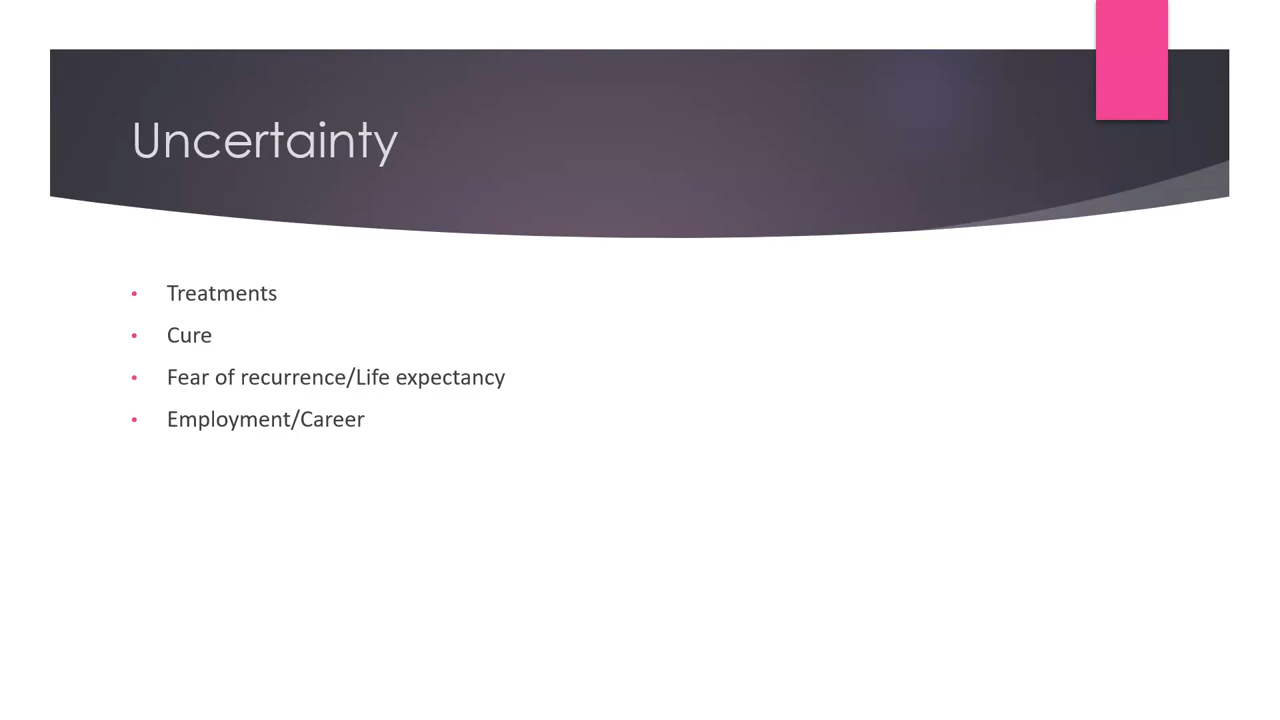 Uncertainty
• Treatments
• Cure
• Fear of recurrence/Life expectancy
• Employment/Career